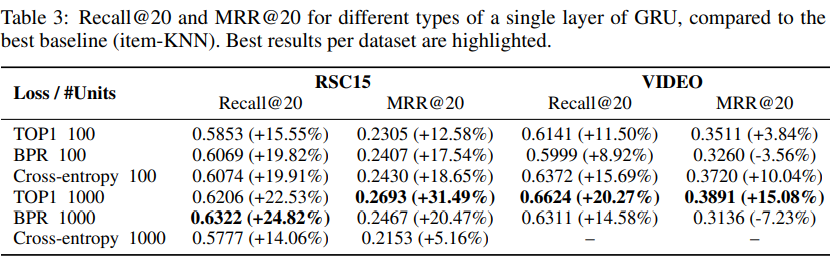 Table 3: Recall@20 and MRR@20 for different types of a single layer of GRU, compared to the
best baseline (item-KNN). Best results per dataset are highlighted.
Loss / #Units RSC15 VIDEO
Recall@20 MRR@20 Recall@20 MRR@20
TOP1 100 0.5853 (+15.55%) 0.2305 (+12.58%) 0.6141 (+11.50%) 0.3511 (+3.84%)
BPR 100 0.6069 (+19.82%) 0.2407 (+17.54%) 0.5999 (+8.92%) 0.3260 (-3.56%)
Cross-entropy 100 0.6074 (+19.91%) 0.2430 (+18.65%) 0.6372 (+15.69%) 0.3720 (+10.04%)
TOP1 1000 0.6206 (+22.53%) 0.2693 (+31.49%) 0.6624 (+20.27%) 0.3891 (+15.08%)
BPR 1000 0.6322 (+24.82%) 0.2467 (+20.47%) 0.6311 (+14.58%) 0.3136 (-7.23%)
Cross-entropy 1000 0.5777 (+14.06%) 0.2153 (+5.16%) – –